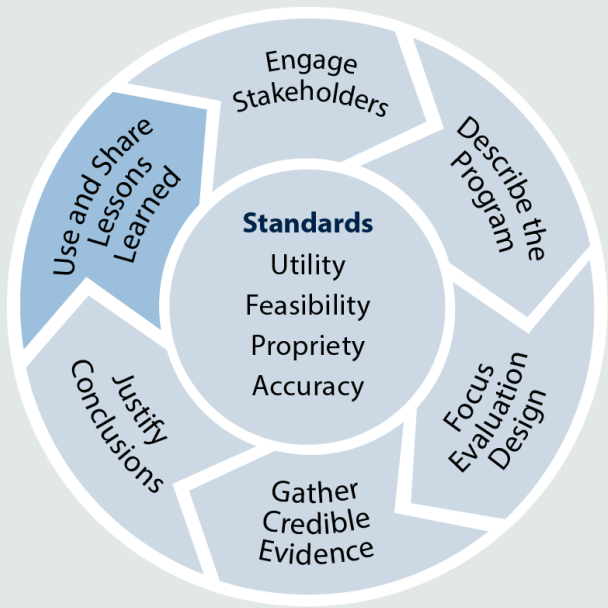 Engage
Stakeholders
Describe the
Program
Focus
Evaluation
Design
Gather
Credible
Evidence
Justify
Conclusions
Use and Share
Lessons
Learned
Standards
Utility
Feasibility
Propriety
Accuracy